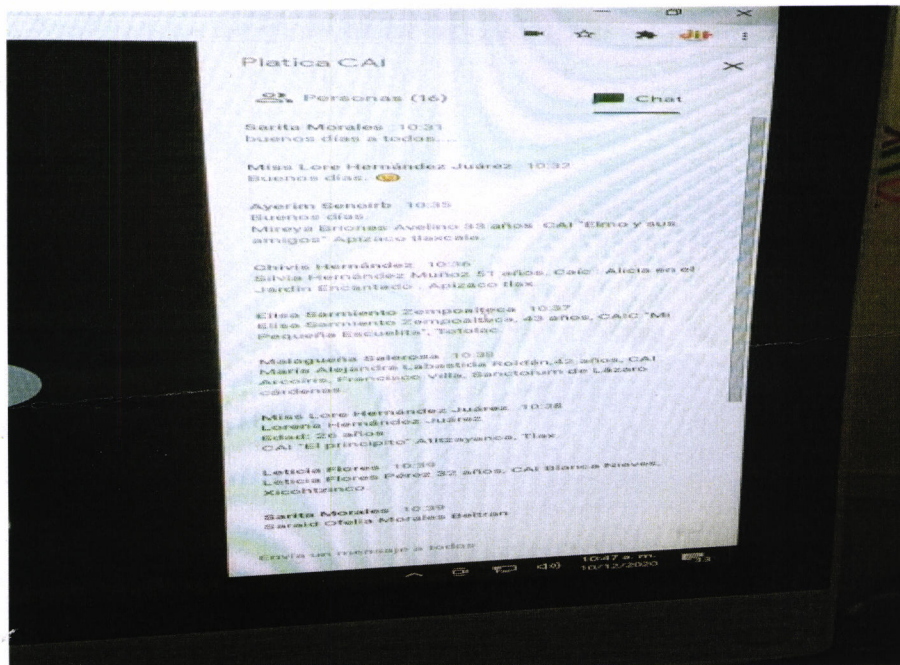 Platica CAI
Personas (16)
Chat
Sarita Morales 10:31
buenos días a todos....
Miss Lore Hernández Juárez 10:32
Buenos días. 😊
Ayerim Senoirb 10:35
Buenos días.
Mireya Briones Avelino 33 años CAI "Elmo y sus
amigos" Apizaco tlaxcala.
Chivis Hernández 10:36
Silvia Hernández Muñoz 51 años, Caic : Alicia en el
Jardín Encantado . Apizaco tlax
Elisa Sarmiento Zempoalteca 10:37
Elisa Sarmiento Zempoalteca, 43 años, CAIC "Mi
Pequeña Escuelita", Totolac
Malagueña Salerosa 10:38
María Alejandra Labastida Roldán,42 años, CAI
Arcoíris, Francisco Villa, Sanctorum de Lázaro
cárdenas
Miss Lore Hernández Juárez 10:38
Lorena Hernández Juárez
Edad: 26 años
CAI "El principito" Atltzayanca, Tlax
Leticia Flores 10:39
Leticia Flores Pérez 32 años, CAI Blanca Nieves,
Xicohtzinco
Sarita Morales 10:39
Saraid Ofelia Morales Beltran
Envía un mensaje a todos
10:47 a. m.
10/12/2020